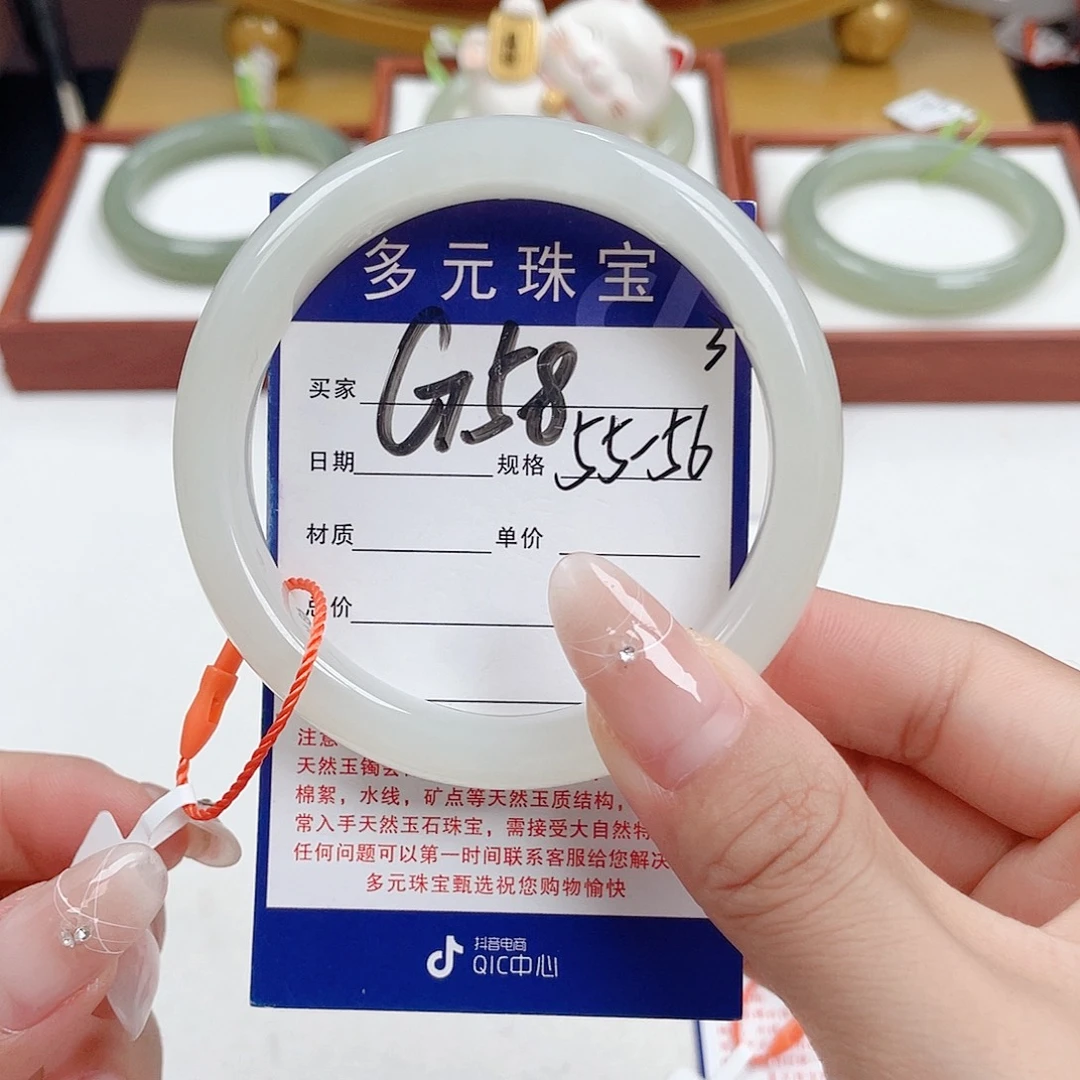 多元珠宝
买家 G58
日期 规格 55-56
材质 单价
总价
注意
天然玉镯
棉絮，水线，矿点等天然玉质结构，
常入手天然玉石珠宝，需接受大自然特
任何问题可以第一时间联系客服给您解决
多元珠宝甄选祝您购物愉快
抖音电商
QIC中心